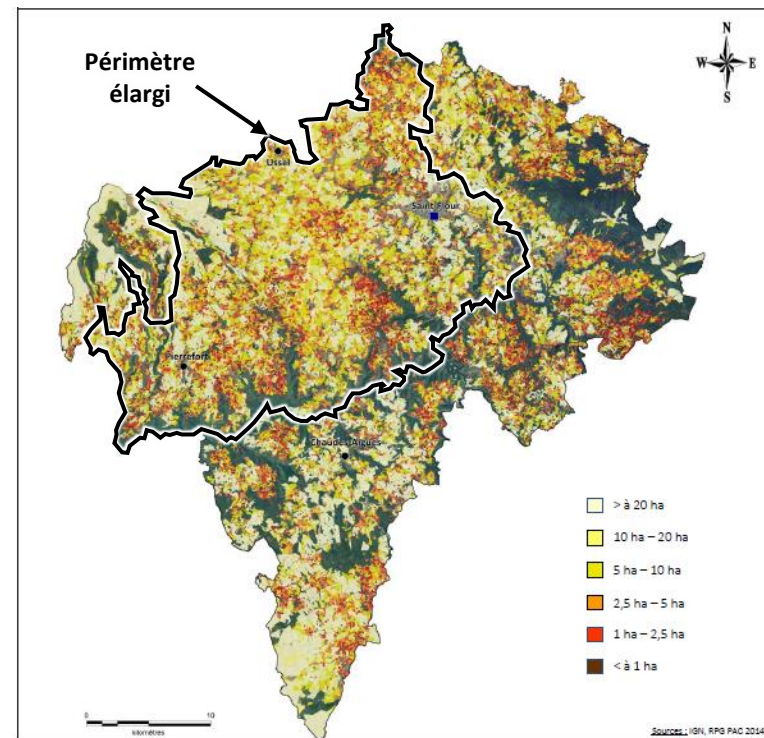 Périmètre
élargi
N
W E
S
Ussel
Saint-Flour
Pierrefort
Chaudes-Aigues
> à 20 ha
10 ha – 20 ha
5 ha – 10 ha
2,5 ha – 5 ha
1 ha – 2,5 ha
< à 1 ha
0 10
kilomètres
Sources : IGN, RPG PAC 2014